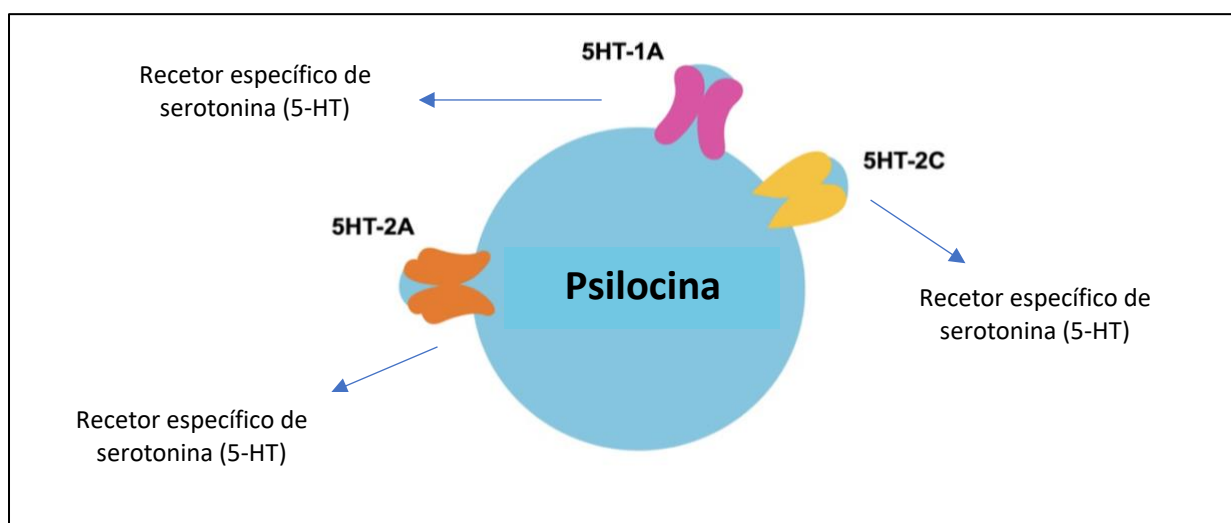 5HT-1A
Recetor específico de
serotonina (5-HT)
5HT-2C
5HT-2A
Psilocina
Recetor específico de
serotonina (5-HT)
Recetor específico de
serotonina (5-HT)